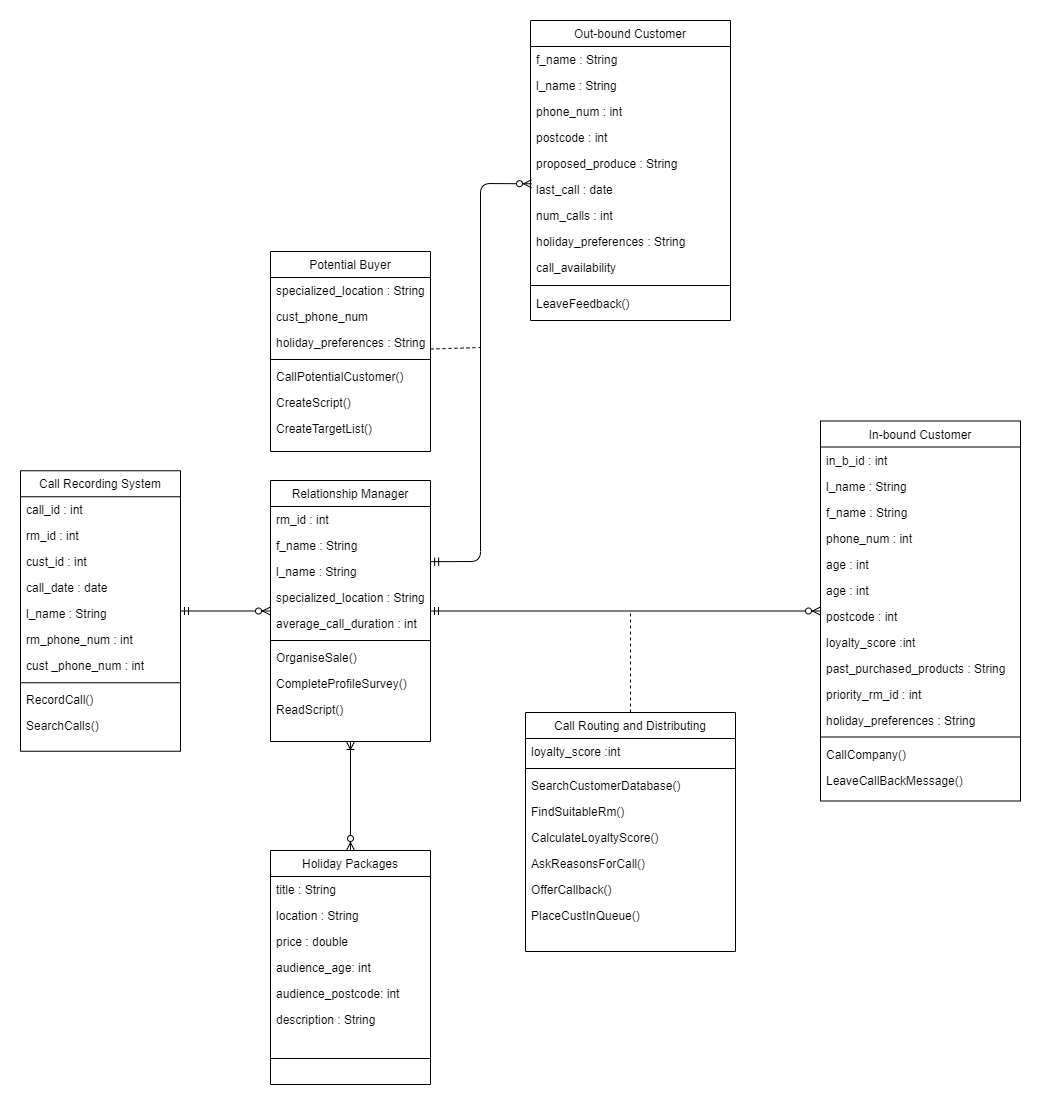 Out-bound Customer
f_name : String
l_name : String
phone_num : int
postcode : int
proposed_produce : String
last_call : date
num_calls : int
holiday_preferences : String
call_availability
LeaveFeedback()
Potential Buyer
specialized_location : String
cust_phone_num
holiday_preferences : String
CallPotentialCustomer()
CreateScript()
CreateTargetList()
In-bound Customer
in_b_id : int
l_name : String
f_name : String
phone_num : int
age : int
age : int
postcode : int
loyalty_score :int
past_purchased_products : String
priority_rm_id : int
holiday_preferences : String
CallCompany()
LeaveCallBackMessage()
Call Recording System
call_id : int
rm_id : int
cust_id : int
call_date : date
l_name : String
rm_phone_num : int
cust _phone_num : int
RecordCall()
SearchCalls()
Relationship Manager
rm_id : int
f_name : String
l_name : String
specialized_location : String
average_call_duration : int
OrganiseSale()
CompleteProfileSurvey()
ReadScript()
Call Routing and Distributing
loyalty_score :int
SearchCustomerDatabase()
FindSuitableRm()
CalculateLoyaltyScore()
AskReasonsForCall()
OfferCallback()
PlaceCustInQueue()
Holiday Packages
title : String
location : String
price : double
audience_age: int
audience_postcode: int
description : String